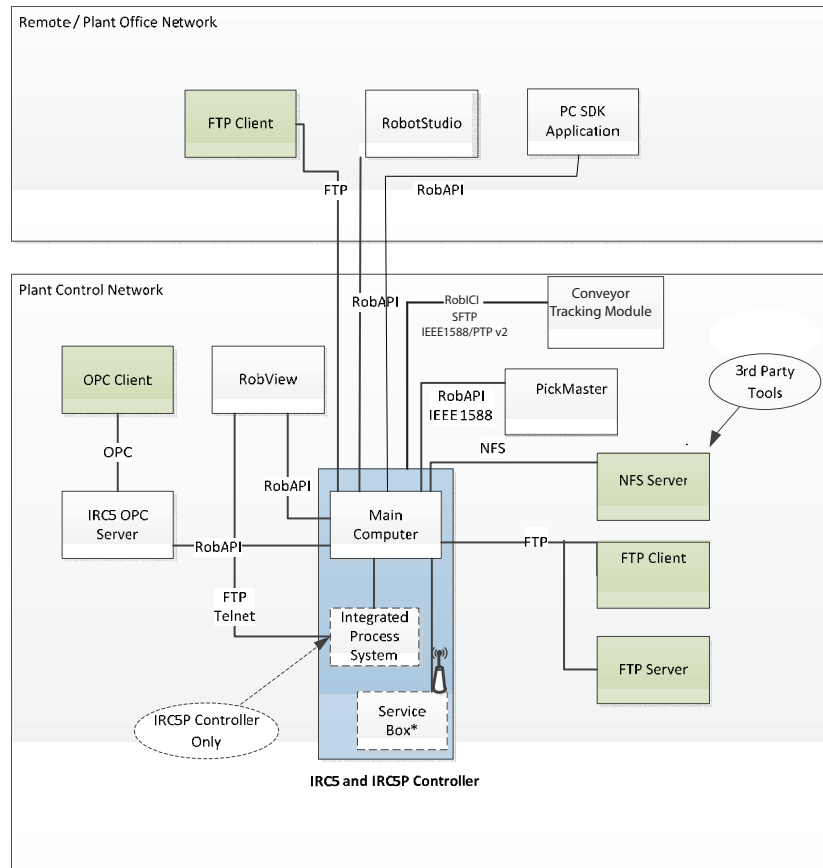 Remote / Plant Office Network
FTP Client
RobotStudio
PC SDK
Application
FTP
RobAPI
Plant Control Network
RobAPI
RobICI
SFTP
IEEE1588/PTP v2
Conveyor
Tracking Module
3rd Party
Tools
OPC Client
RobView
RobAPI
IEEE1588
PickMaster
OPC
NFS
NFS Server
RobAPI
IRC5 OPC
Server
Main
Computer
RobAPI
FTP
FTP Client
FTP
Telnet
Integrated
Process
System
FTP Server
IRC5P Controller
Only
Service
Box*
IRC5 and IRC5P Controller